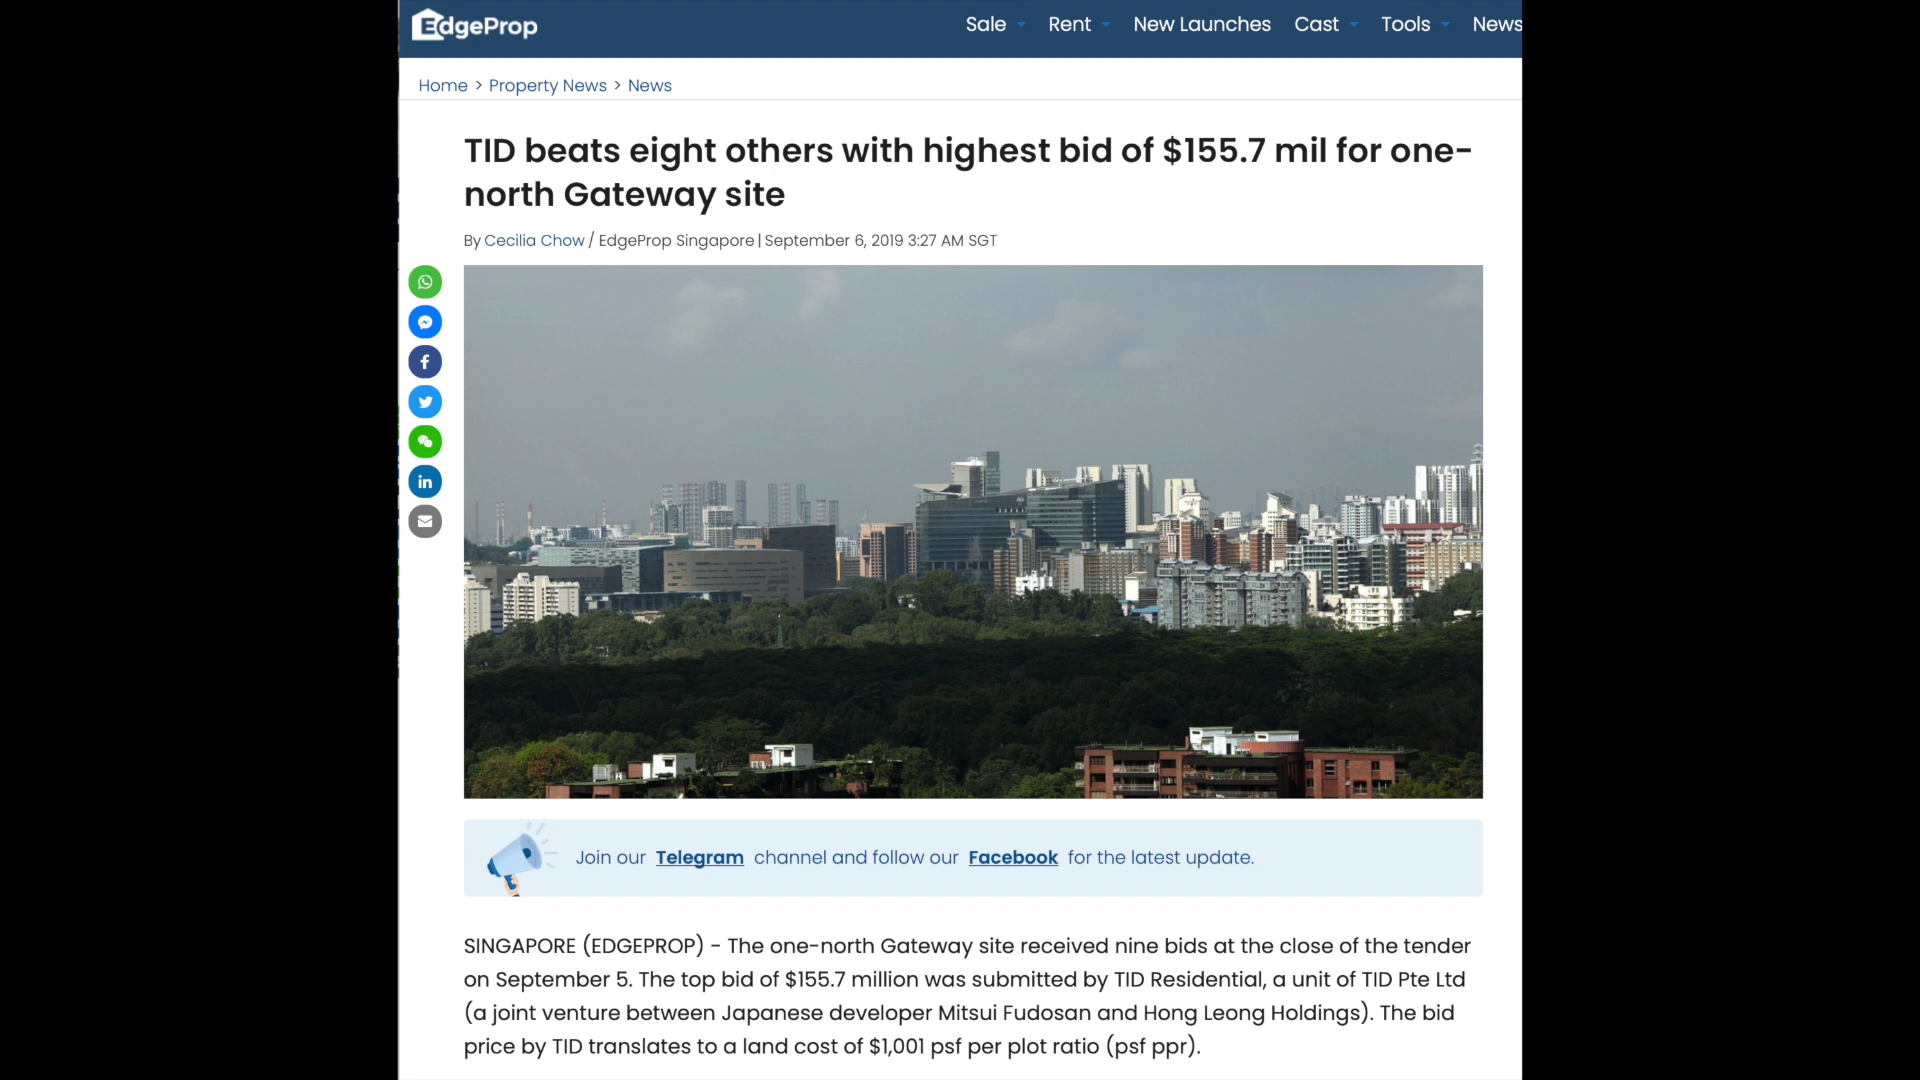 EdgeProp
Sale Rent New Launches Cast Tools News
Home > Property News > News
TID beats eight others with highest bid of $155.7 mil for one-
north Gateway site
By Cecilia Chow / EdgeProp Singapore | September 6, 2019 3:27 AM SGT
Join our Telegram channel and follow our Facebook for the latest update.
SINGAPORE (EDGEPROP) - The one-north Gateway site received nine bids at the close of the tender
on September 5. The top bid of $155.7 million was submitted by TID Residential, a unit of TID Pte Ltd
(a joint venture between Japanese developer Mitsui Fudosan and Hong Leong Holdings). The bid
price by TID translates to a land cost of $1,001 psf per plot ratio (psf ppr).